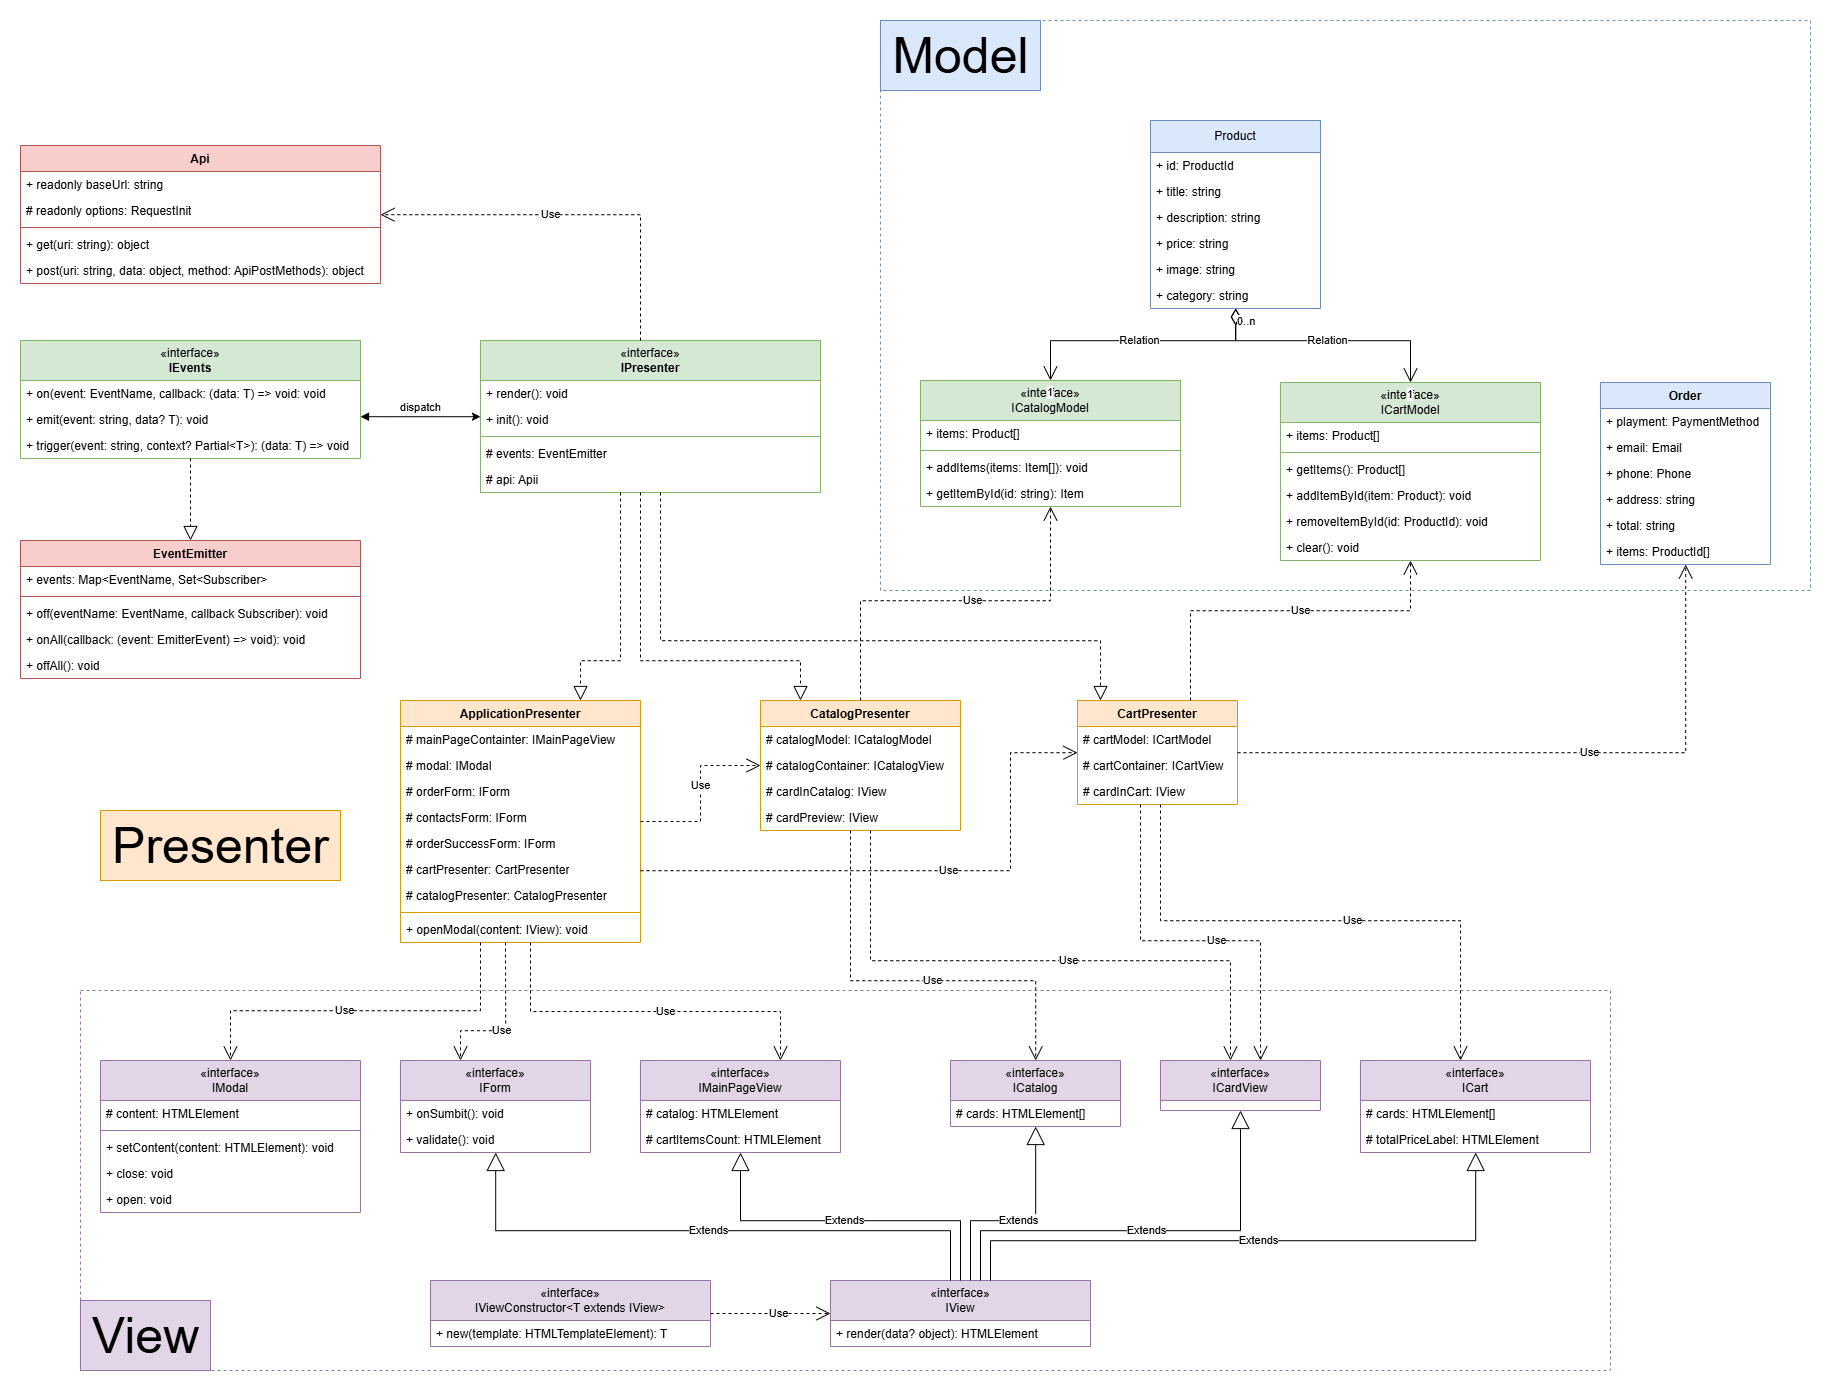 Model
Product
+ id: ProductId
+ title: string
+ description: string
+ price: string
+ image: string
+ category: string
0..n
Relation
Relation
Api
+ readonly baseUrl: string
# readonly options: RequestInit
+ get(uri: string): object
+ post(uri: string, data: object, method: ApiPostMethods): object
Use
«interface»
IEvents
+ on(event: EventName, callback: (data: T) => void: void
+ emit(event: string, data? T): void
+ trigger(event: string, context? Partial<T>): (data: T) => void
dispatch
«interface»
IPresenter
+ render(): void
+ init(): void
# events: EventEmitter
# api: Apii
«interface»
1
ICatalogModel
+ items: Product[]
+ addItems(items: Item[]): void
+ getItemById(id: string): Item
«interface»
1
ICartModel
+ items: Product[]
+ getItems(): Product[]
+ addItemById(item: Product): void
+ removeItemById(id: ProductId): void
+ clear(): void
Order
+ playment: PaymentMethod
+ email: Email
+ phone: Phone
+ address: string
+ total: string
+ items: ProductId[]
EventEmitter
+ events: Map<EventName, Set<Subscriber>
+ off(eventName: EventName, callback Subscriber): void
+ onAll(callback: (event: EmitterEvent) => void): void
+ offAll(): void
Use
Use
Presenter
ApplicationPresenter
# mainPageContainter: IMainPageView
# modal: IModal
# orderForm: IForm
# contactsForm: IForm
# orderSuccessForm: IForm
# cartPresenter: CartPresenter
# catalogPresenter: CatalogPresenter
+ openModal(content: IView): void
Use
CatalogPresenter
# catalogModel: ICatalogModel
# catalogContainer: ICatalogView
# cardInCatalog: IView
# cardPreview: IView
Use
CartPresenter
# cartModel: ICartModel
# cartContainer: ICartView
# cardInCart: IView
Use
Use
Use
Use
Use
Use
Use
Use
«interface»
IModal
# content: HTMLElement
+ setContent(content: HTMLElement): void
+ close: void
+ open: void
«interface»
IForm
+ onSumbit(): void
+ validate(): void
«interface»
IMainPageView
# catalog: HTMLElement
# cartItemsCount: HTMLElement
«interface»
ICatalog
# cards: HTMLElement[]
«interface»
ICardView
«interface»
ICart
# cards: HTMLElement[]
# totalPriceLabel: HTMLElement
Extends
Extends
Extends
Extends
Extends
View
«interface»
IViewConstructor<T extends IView>
+ new(template: HTMLTemplateElement): T
Use
«interface»
IView
+ render(data? object): HTMLElement